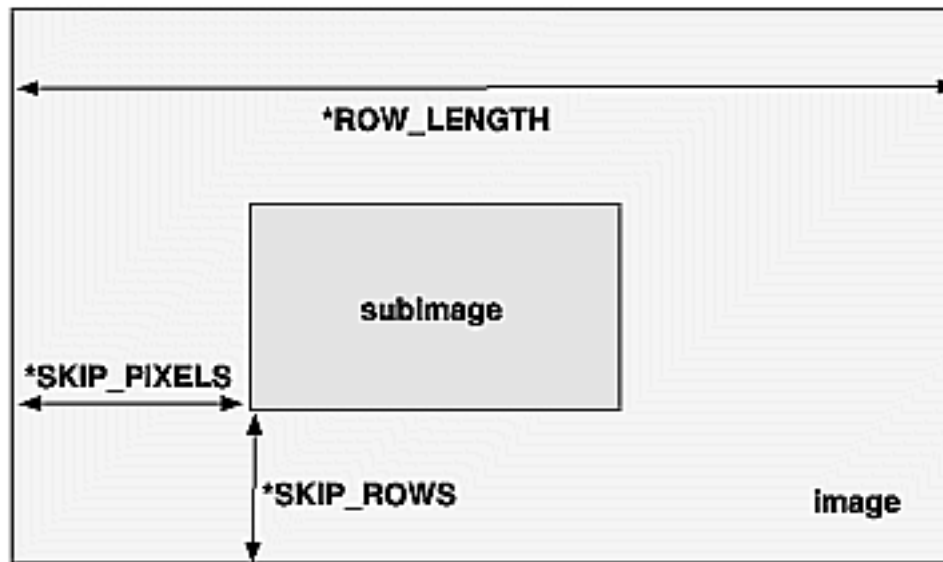 *ROW_LENGTH
subimage
*SKIP_PIXELS
*SKIP_ROWS
image